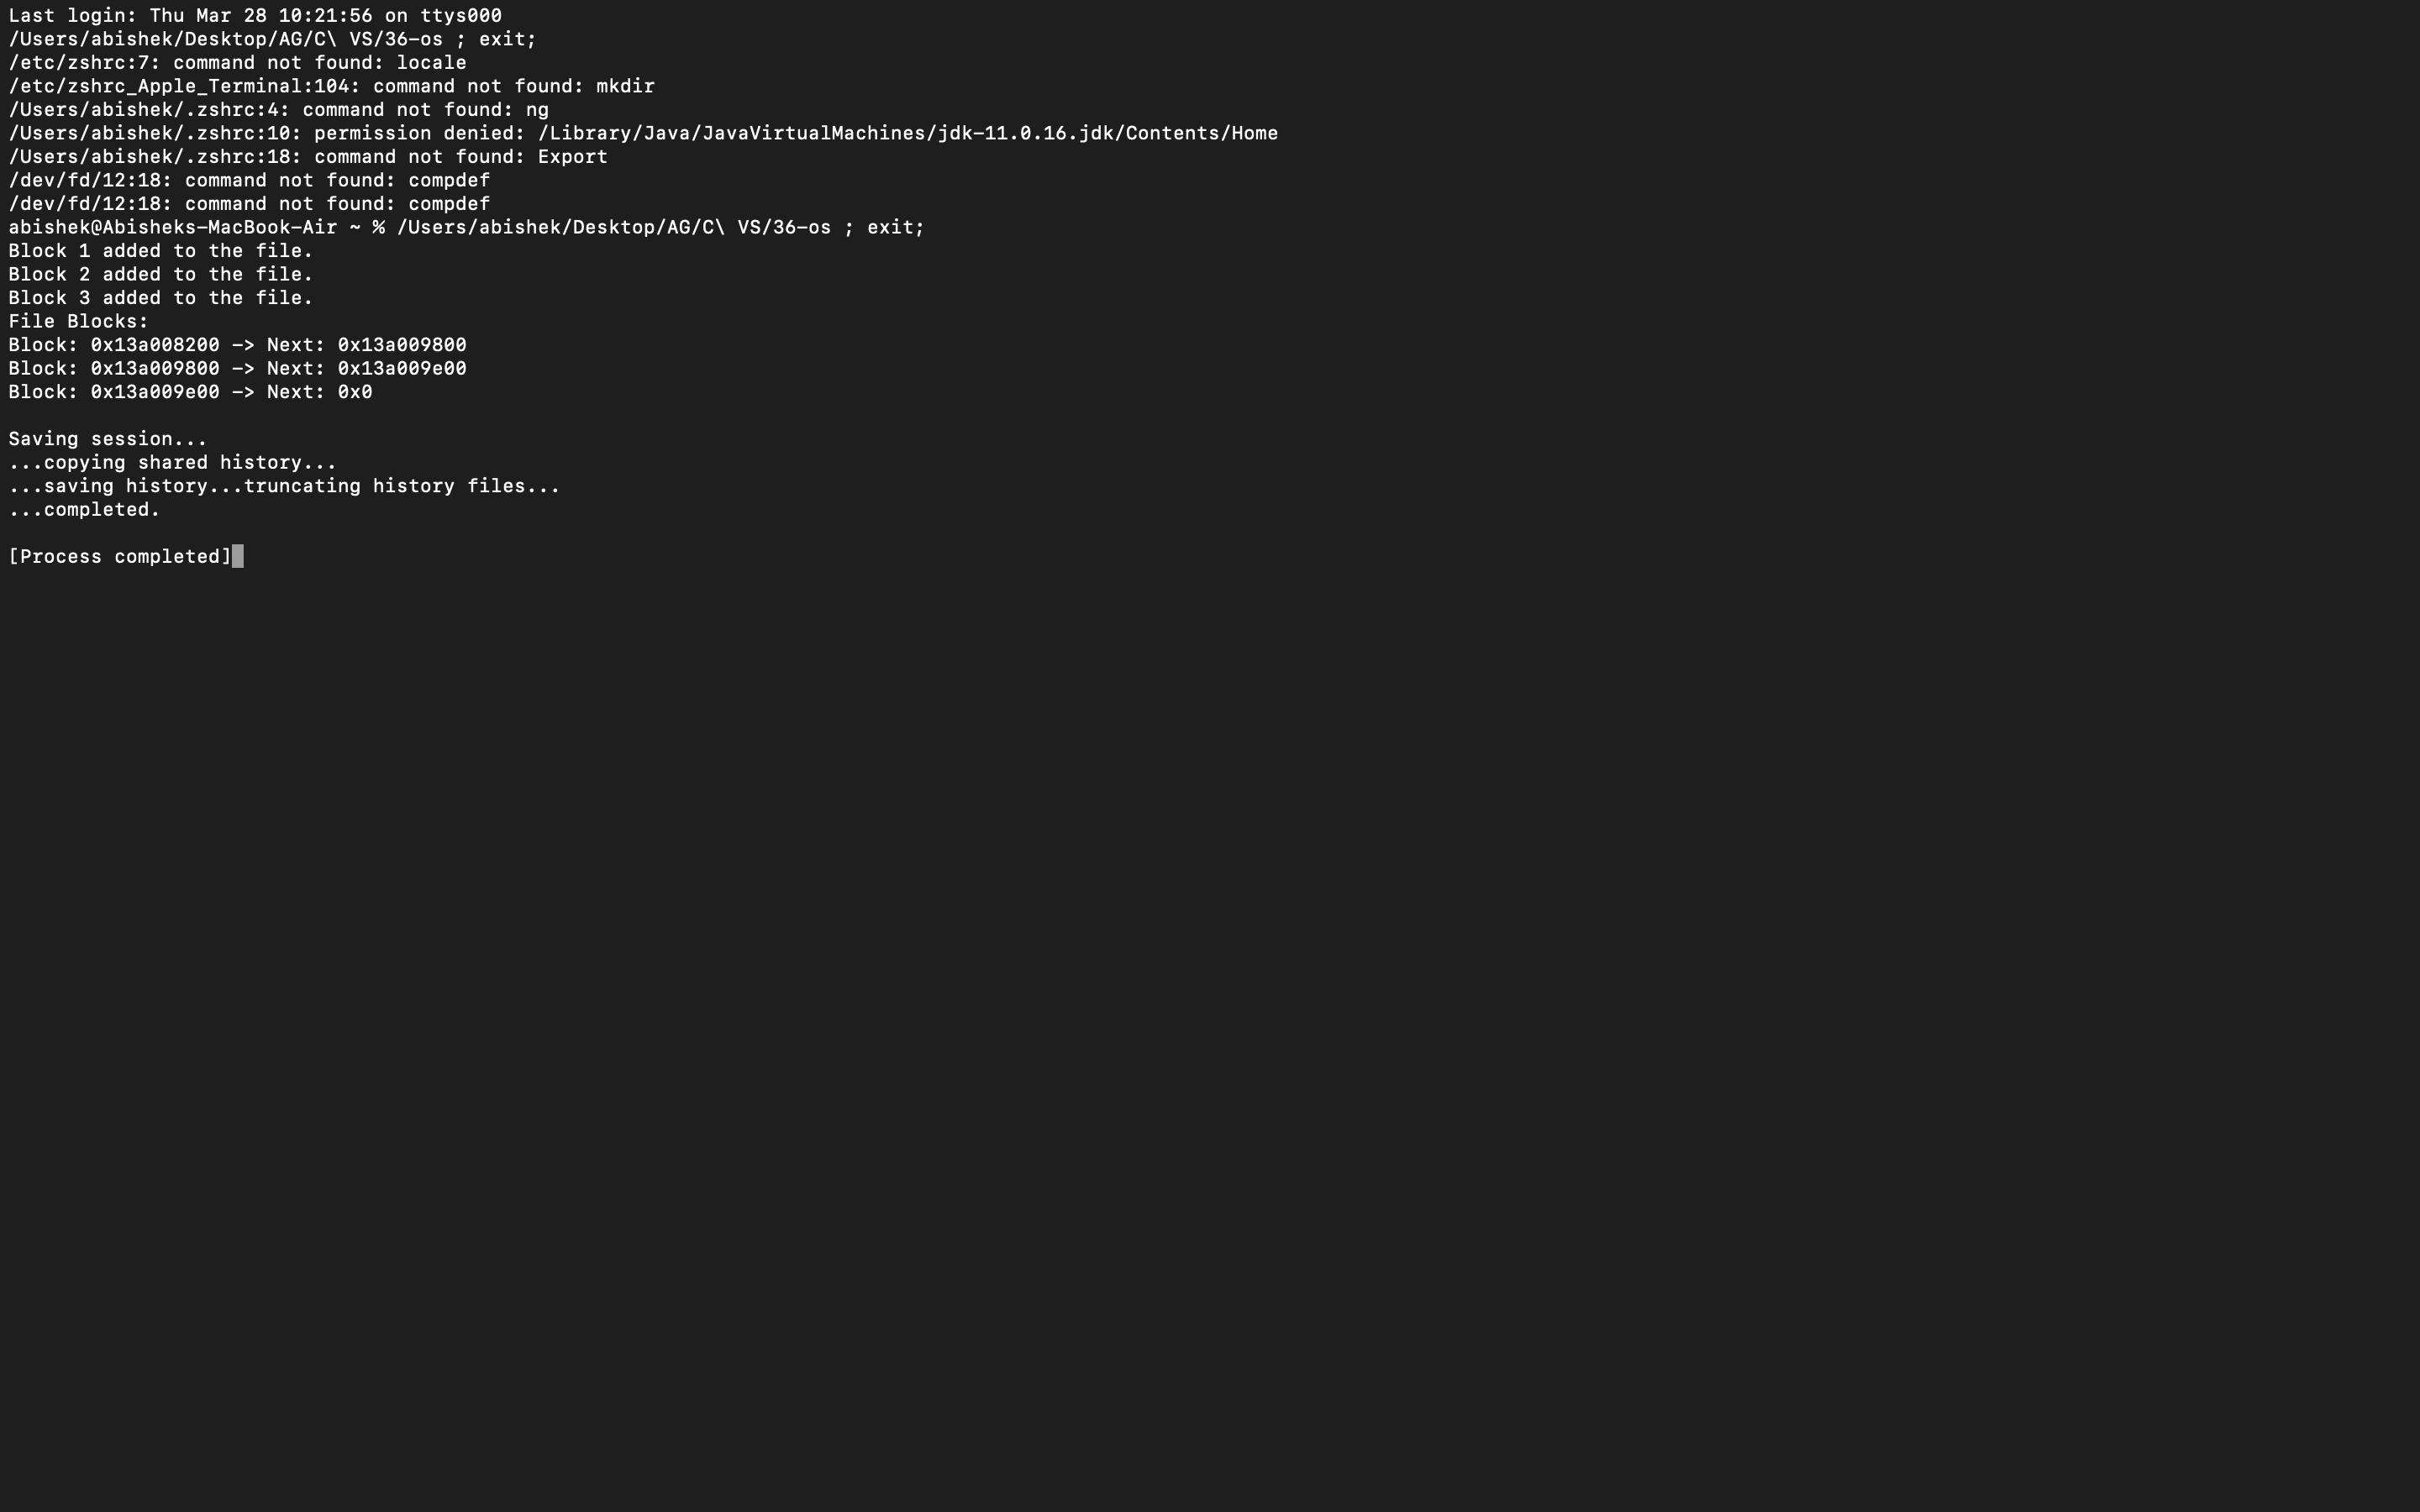 Last login: Thu Mar 28 10:21:56 on ttys000
/Users/abishek/Desktop/AG/C\ VS/36-os ; exit;
/etc/zshrc:7: command not found: locale
/etc/zshrc_Apple_Terminal:104: command not found: mkdir
/Users/abishek/.zshrc:4: command not found: ng
/Users/abishek/.zshrc:10: permission denied: /Library/Java/JavaVirtualMachines/jdk-11.0.16.jdk/Contents/Home
/Users/abishek/.zshrc:18: command not found: Export
/dev/fd/12:18: command not found: compdef
/dev/fd/12:18: command not found: compdef
abishek@Abisheks-MacBook-Air ~ % /Users/abishek/Desktop/AG/C\ VS/36-os ; exit;
Block 1 added to the file.
Block 2 added to the file.
Block 3 added to the file.
File Blocks:
Block: 0x13a008200 -> Next: 0x13a009800
Block: 0x13a009800 -> Next: 0x13a009e00
Block: 0x13a009e00 -> Next: 0x0
Saving session...
...copying shared history...
...saving history...truncating history files...
...completed.
[Process completed]